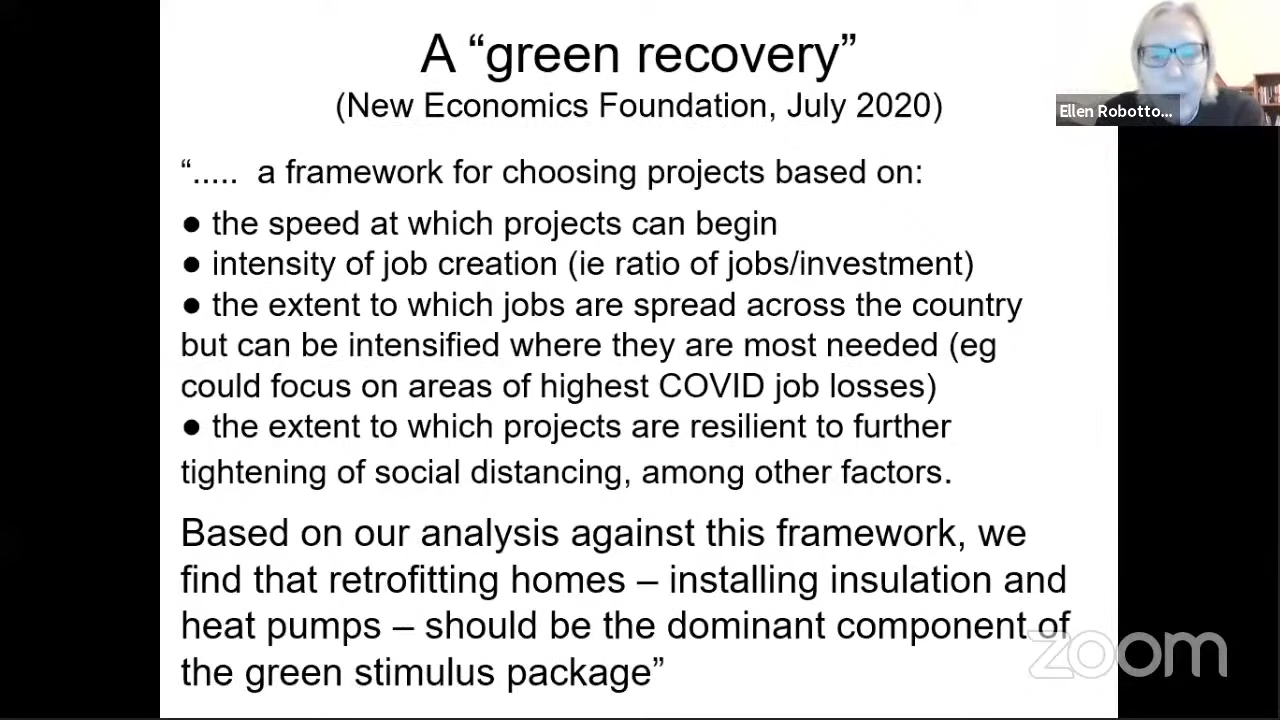 A “green recovery”
(New Economics Foundation, July 2020)
Ellen Robotto...
“..... a framework for choosing projects based on:
● the speed at which projects can begin
● intensity of job creation (ie ratio of jobs/investment)
● the extent to which jobs are spread across the country
but can be intensified where they are most needed (eg
could focus on areas of highest COVID job losses)
● the extent to which projects are resilient to further
tightening of social distancing, among other factors.
Based on our analysis against this framework, we
find that retrofitting homes – installing insulation and
heat pumps – should be the dominant component of
the green stimulus package”
zoom